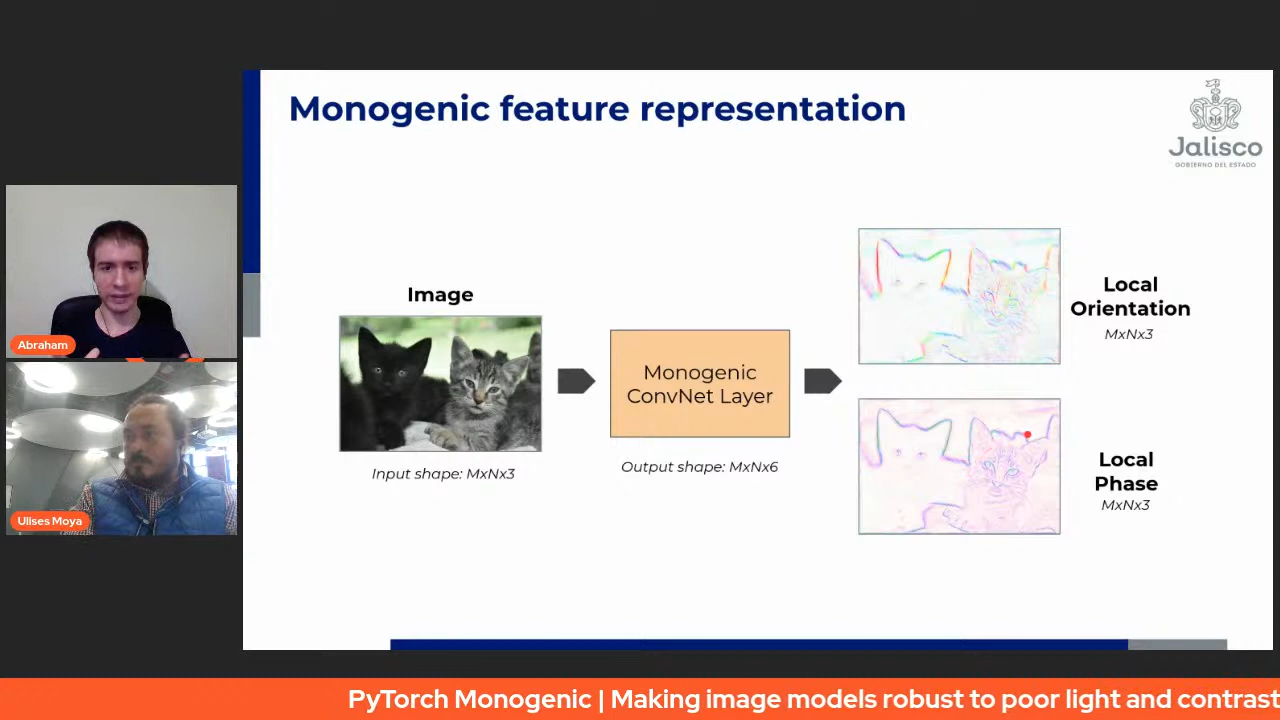 Monogenic feature representation
Jalisco
GOBIERNO DEL ESTADO
Image
Input shape: MxNx3
Monogenic
ConvNet Layer
Output shape: MxNx6
Local
Orientation
MxNx3
Local
Phase
MxNx3
Abraham
Ulises Moya
PyTorch Monogenic | Making image models robust to poor light and contrast